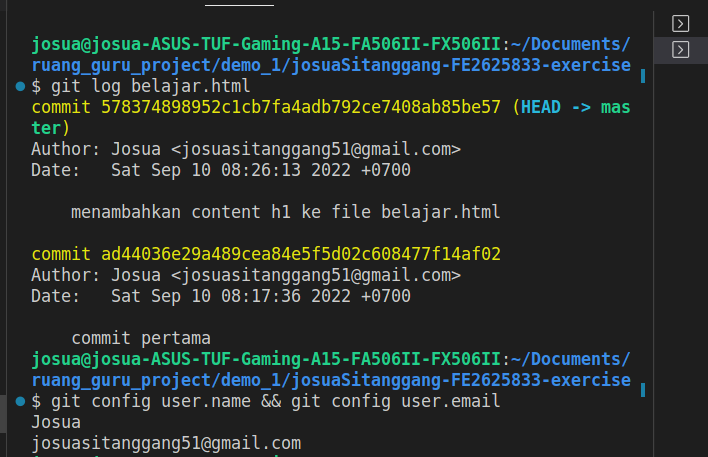 josua@josua-ASUS-TUF-Gaming-A15-FA506II-FX506II:~/Documents/
ruang_guru_project/demo_1/josuaSitanggang-FE2625833-exercise
$ git log belajar.html
commit 578374898952c1cb7fa4adb792ce7408ab85be57 (HEAD -> mas
ter)
Author: Josua <josuasitanggang51@gmail.com>
Date:   Sat Sep 10 08:26:13 2022 +0700
menambahkan content h1 ke file belajar.html
commit ad44036e29a489cea84e5f5d02c608477f14af02
Author: Josua <josuasitanggang51@gmail.com>
Date:   Sat Sep 10 08:17:36 2022 +0700
commit pertama
josua@josua-ASUS-TUF-Gaming-A15-FA506II-FX506II:~/Documents/
ruang_guru_project/demo_1/josuaSitanggang-FE2625833-exercise
$ git config user.name && git config user.email
Josua
josuasitanggang51@gmail.com